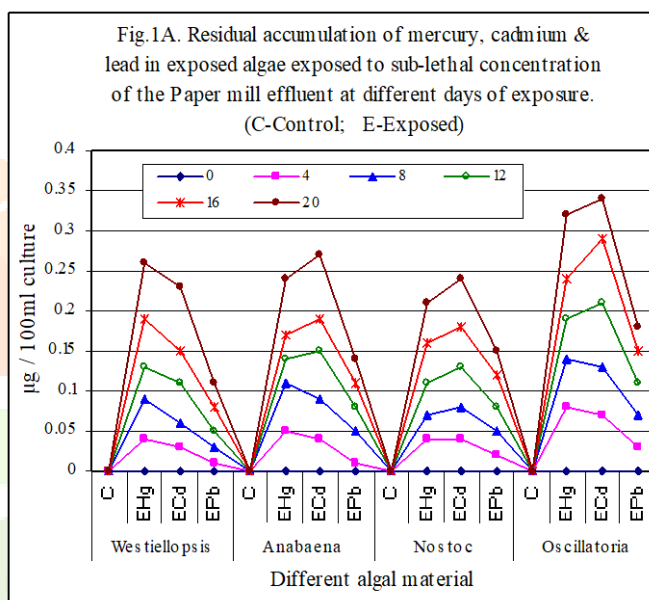 Fig.1A. Residual accumulation of mercury, cadmium &
lead in exposed algae exposed to sub-lethal concentration
of the Paper mill effluent at different days of exposure.
(C-Control; E-Exposed)
0.4
0.35
0.3
0.25
0.2
0.15
0.1
0.05
0
µg / 100ml culture
0 4 8 12
16 20
C EHg ECd EPb C EHg ECd EPb C EHg ECd EPb C EHg ECd EPb
Westiellopsis Anabaena Nostoc Oscillatoria
Different algal material